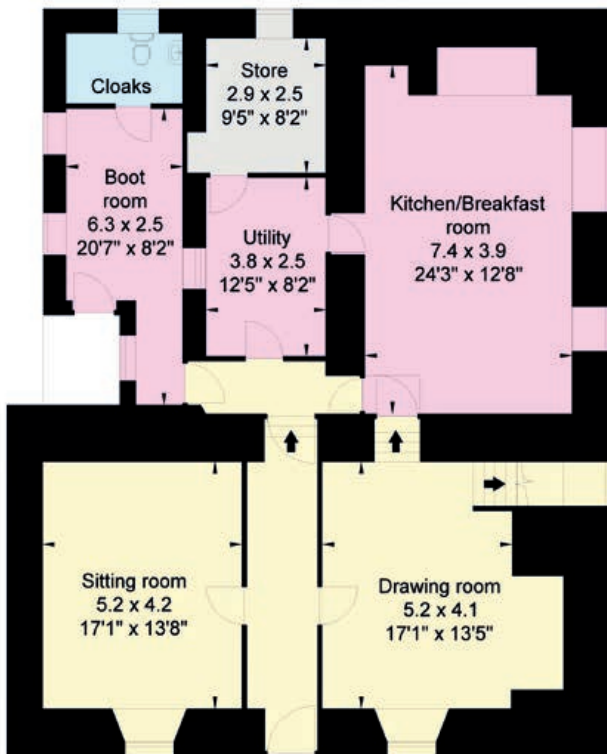 Cloaks
Store
2.9 x 2.5
9'5" x 8'2"
Boot
room
6.3 x 2.5
20'7" x 8'2"
Utility
3.8 x 2.5
12'5" x 8'2"
Kitchen/Breakfast
room
7.4 x 3.9
24'3" x 12'8"
Sitting room
5.2 x 4.2
17'1" x 13'8"
Drawing room
5.2 x 4.1
17'1" x 13'5"